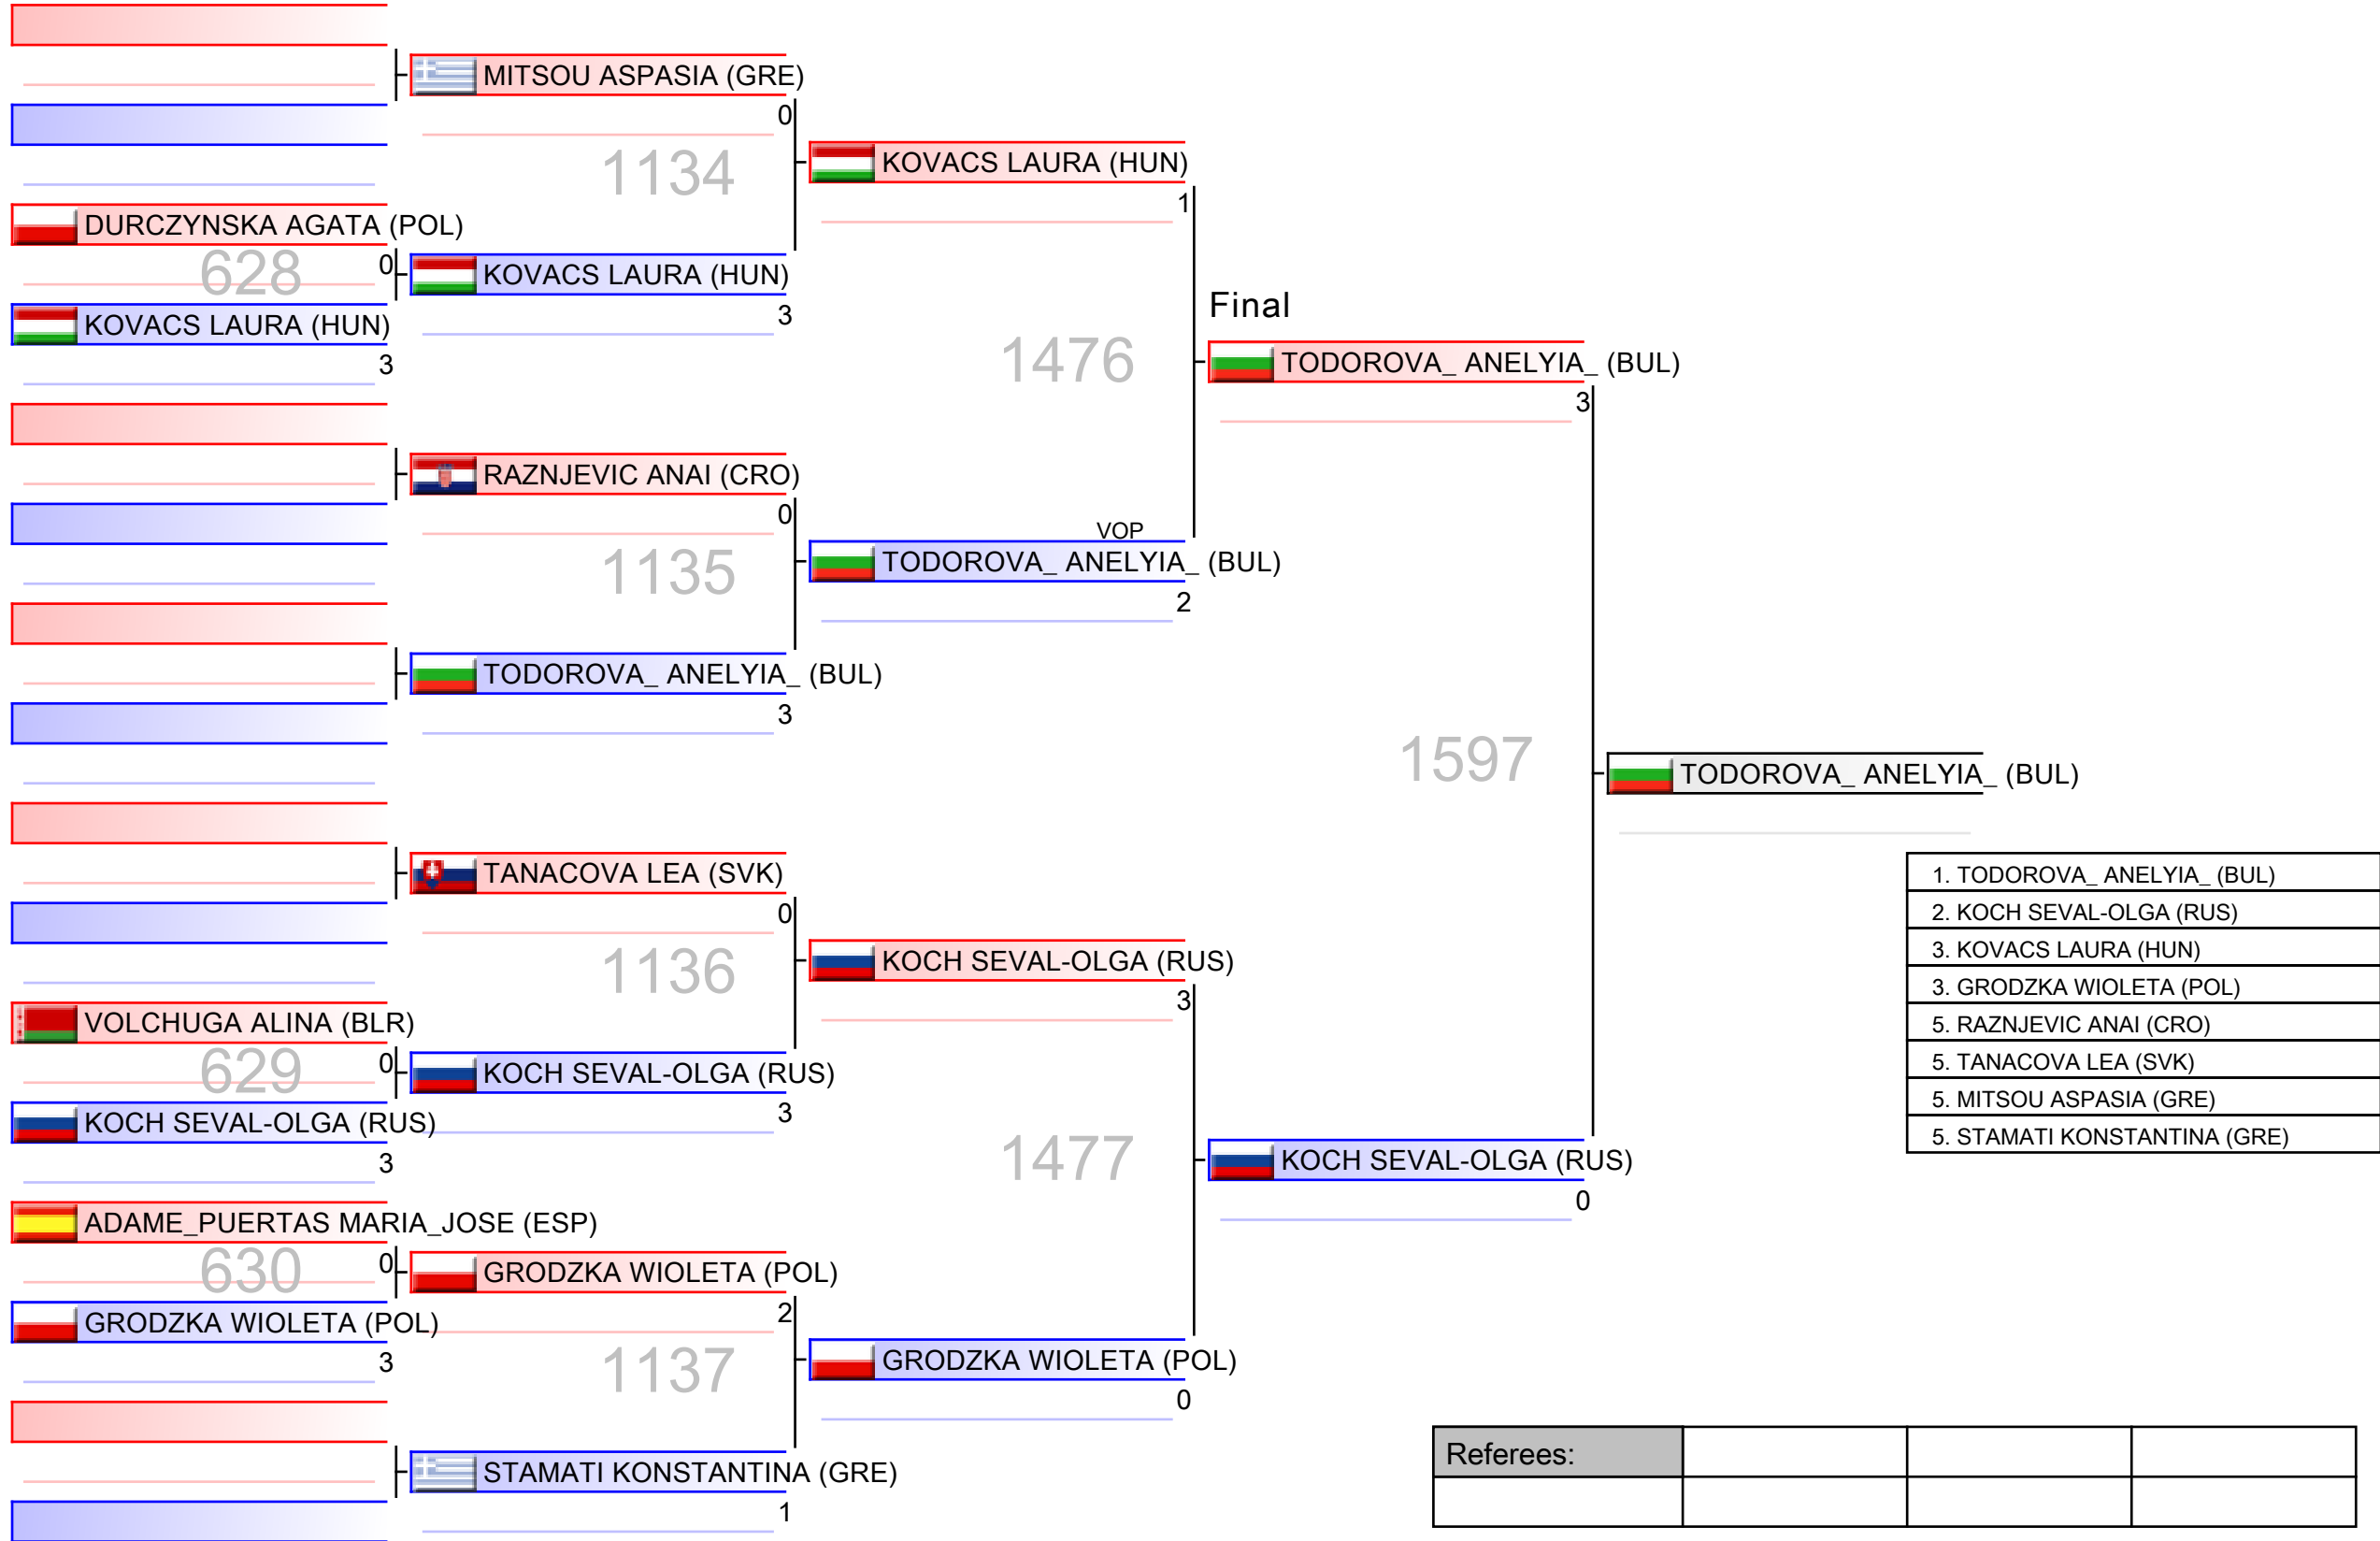 MITSOU ASPASIA (GRE)
0
1134
KOVACS LAURA (HUN)
1
DURCZYNSKA AGATA (POL)
0
628
KOVACS LAURA (HUN)
3
KOVACS LAURA (HUN)
3
Final
1476
TODOROVA_ ANELYIA_ (BUL)
3
RAZNJEVIC ANAI (CRO)
0
1135
VOP
TODOROVA_ ANELYIA_ (BUL)
2
TODOROVA_ ANELYIA_ (BUL)
3
1597
TODOROVA_ ANELYIA_ (BUL)
TANACOVA LEA (SVK)
0
1136
KOCH SEVAL-OLGA (RUS)
3
VOLCHUGA ALINA (BLR)
0
629
KOCH SEVAL-OLGA (RUS)
3
KOCH SEVAL-OLGA (RUS)
3
1477
KOCH SEVAL-OLGA (RUS)
0
ADAME_PUERTAS MARIA_JOSE (ESP)
0
630
GRODZKA WIOLETA (POL)
2
GRODZKA WIOLETA (POL)
3
1137
GRODZKA WIOLETA (POL)
0
STAMATI KONSTANTINA (GRE)
1
1. TODOROVA_ ANELYIA_ (BUL)
2. KOCH SEVAL-OLGA (RUS)
3. KOVACS LAURA (HUN)
3. GRODZKA WIOLETA (POL)
5. RAZNJEVIC ANAI (CRO)
5. TANACOVA LEA (SVK)
5. MITSOU ASPASIA (GRE)
5. STAMATI KONSTANTINA (GRE)
Referees: